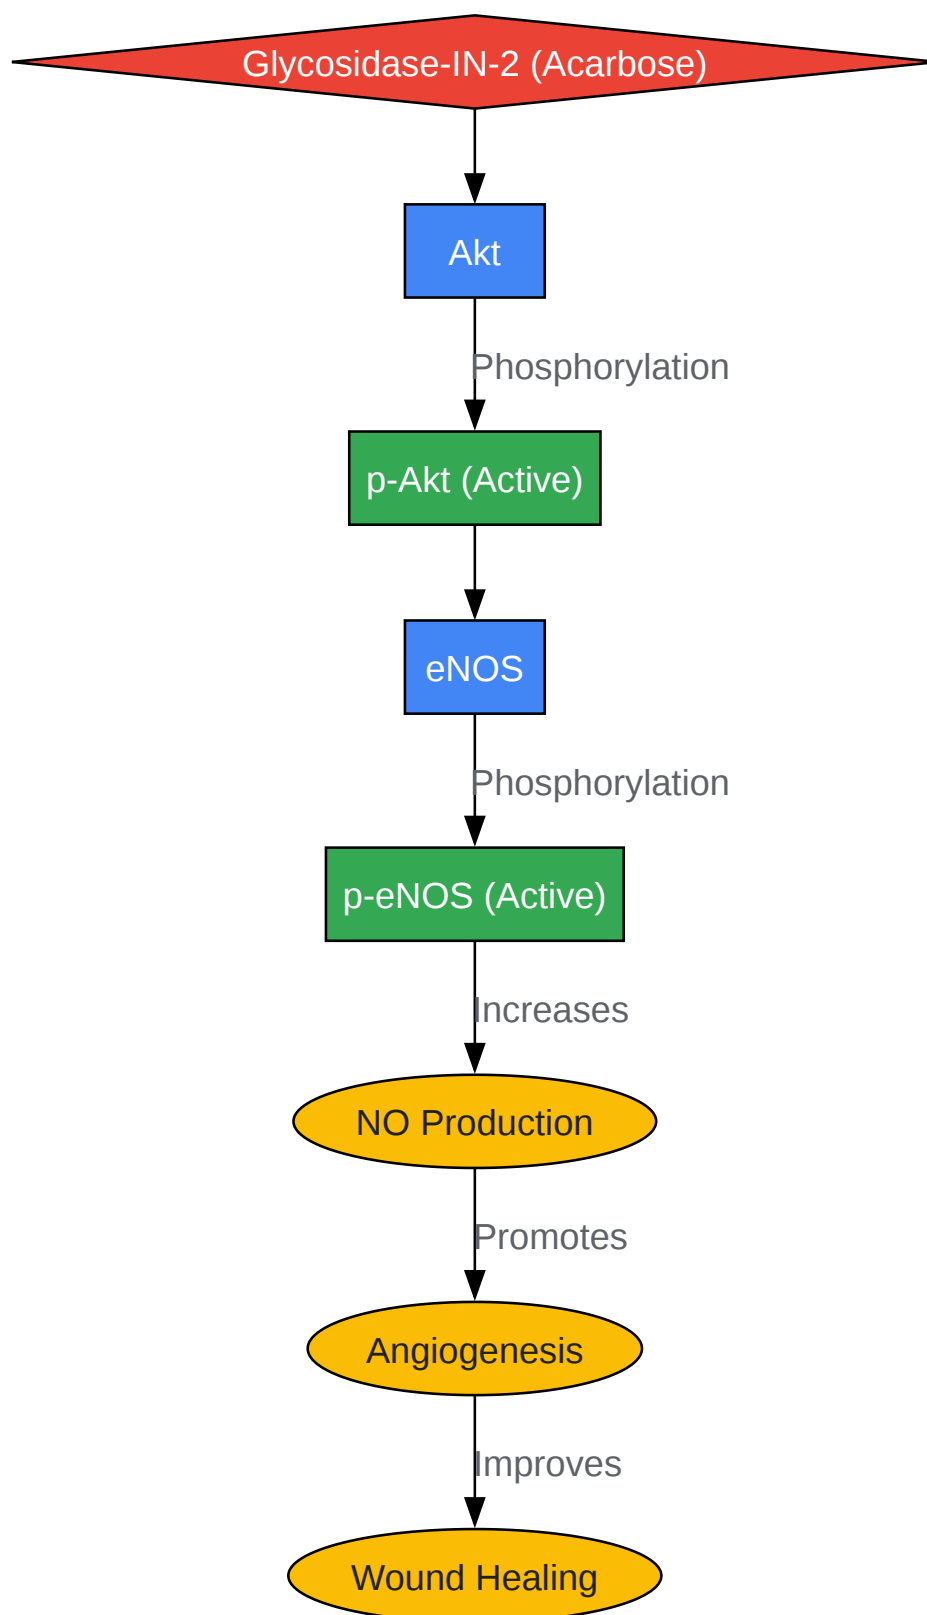 Glycosidase-IN-2 (Acarbose)
Akt
Phosphorylation
p-Akt (Active)
eNOS
Phosphorylation
p-eNOS (Active)
Increases
NO Production
Promotes
Angiogenesis
Improves
Wound Healing